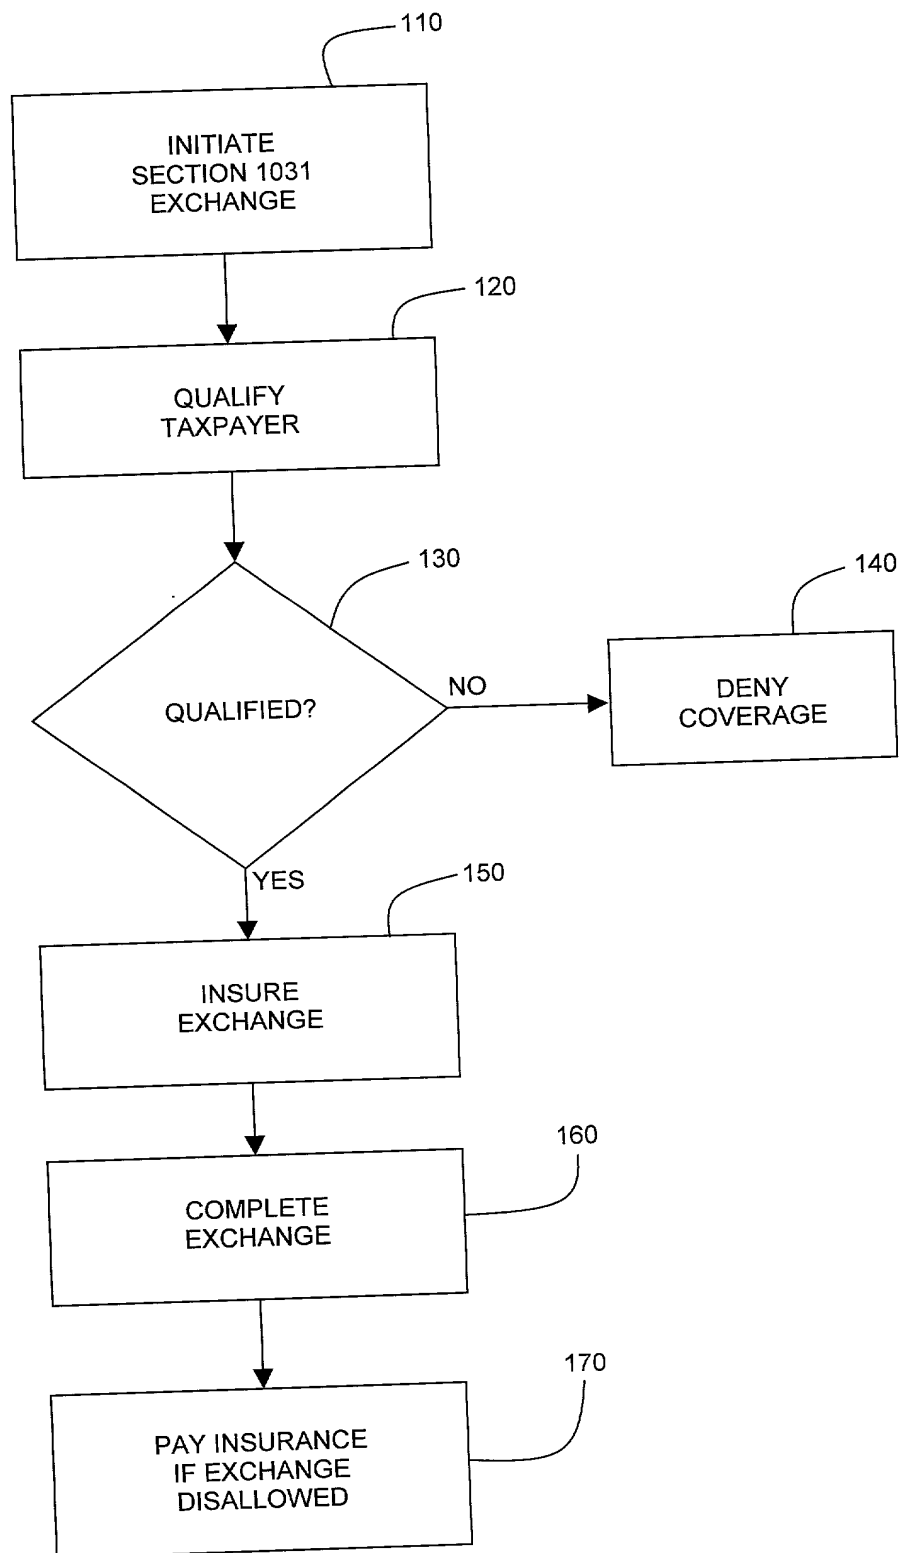 110
INITIATE
SECTION 1031
EXCHANGE
120
QUALIFY
TAXPAYER
130
QUALIFIED?
NO
140
DENY
COVERAGE
YES
150
INSURE
EXCHANGE
160
COMPLETE
EXCHANGE
170
PAY INSURANCE
IF EXCHANGE
DISALLOWED